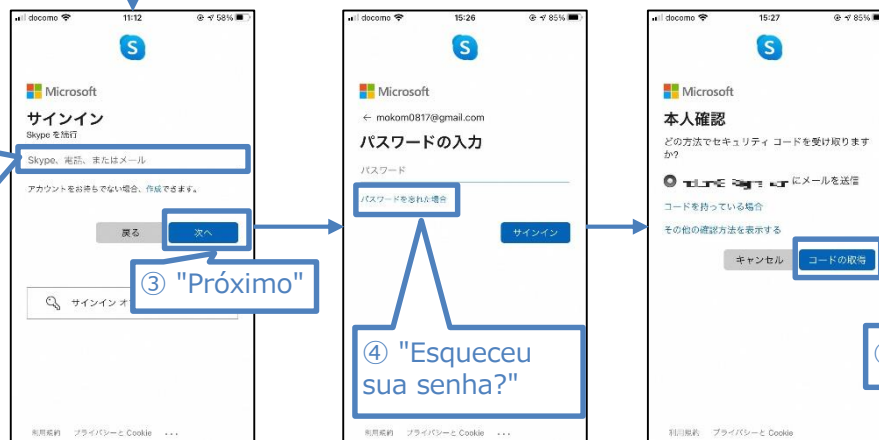 docomo 11:12 58%
S
Microsoft
サインイン
Skype を続行
Skype、電話、またはメール
アカウントをお持ちでない場合、作成できます。
戻る
次へ
③ "Próximo"
サインイン オ
利用規約 プライバシーと Cookie ...
docomo 15:26 85%
S
Microsoft
← mokom0817@gmail.com
パスワードの入力
パスワード
パスワードを忘れた場合
サインイン
④ "Esqueceu
sua senha?"
利用規約 プライバシーと Cookie ...
docomo 15:27 85%
S
Microsoft
本人確認
どの方法でセキュリティ コードを受け取ります
か?
にメールを送信
コードを持っている場合
その他の確認方法を表示する
キャンセル
コードの取得
利用規約 プライバシーと Cookie